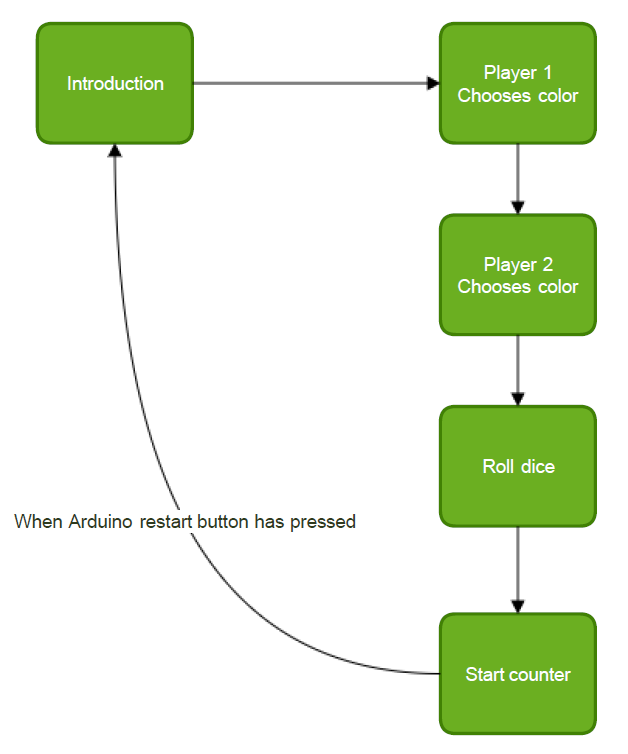 Introduction
Player 1
Chooses color
Player 2
Chooses color
Roll dice
When Arduino restart button has pressed
Start counter